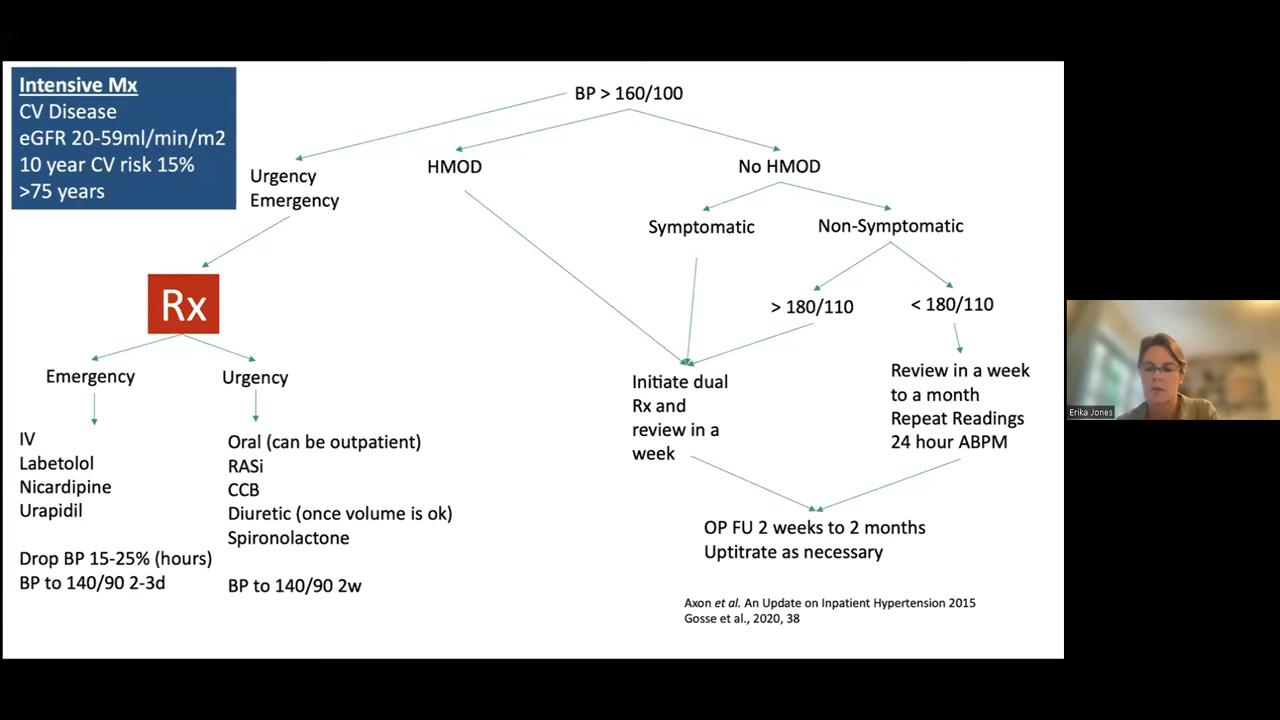 Intensive Mx
CV Disease
eGFR 20-59ml/min/m2
10 year CV risk 15%
>75 years
BP > 160/100
Urgency
Emergency
HMOD
No HMOD
Symptomatic
Non-Symptomatic
> 180/110
< 180/110
Rx
Emergency
Urgency
IV
Labetolol
Nicardipine
Urapidil
Drop BP 15-25% (hours)
BP to 140/90 2-3d
Oral (can be outpatient)
RASi
CCB
Diuretic (once volume is ok)
Spironolactone
BP to 140/90 2w
Initiate dual
Rx and
review in a
week
Review in a week
to a month
Repeat Readings
24 hour ABPM
OP FU 2 weeks to 2 months
Uptitrate as necessary
Axon et al. An Update on Inpatient Hypertension 2015
Gosse et al., 2020, 38
Erika Jones